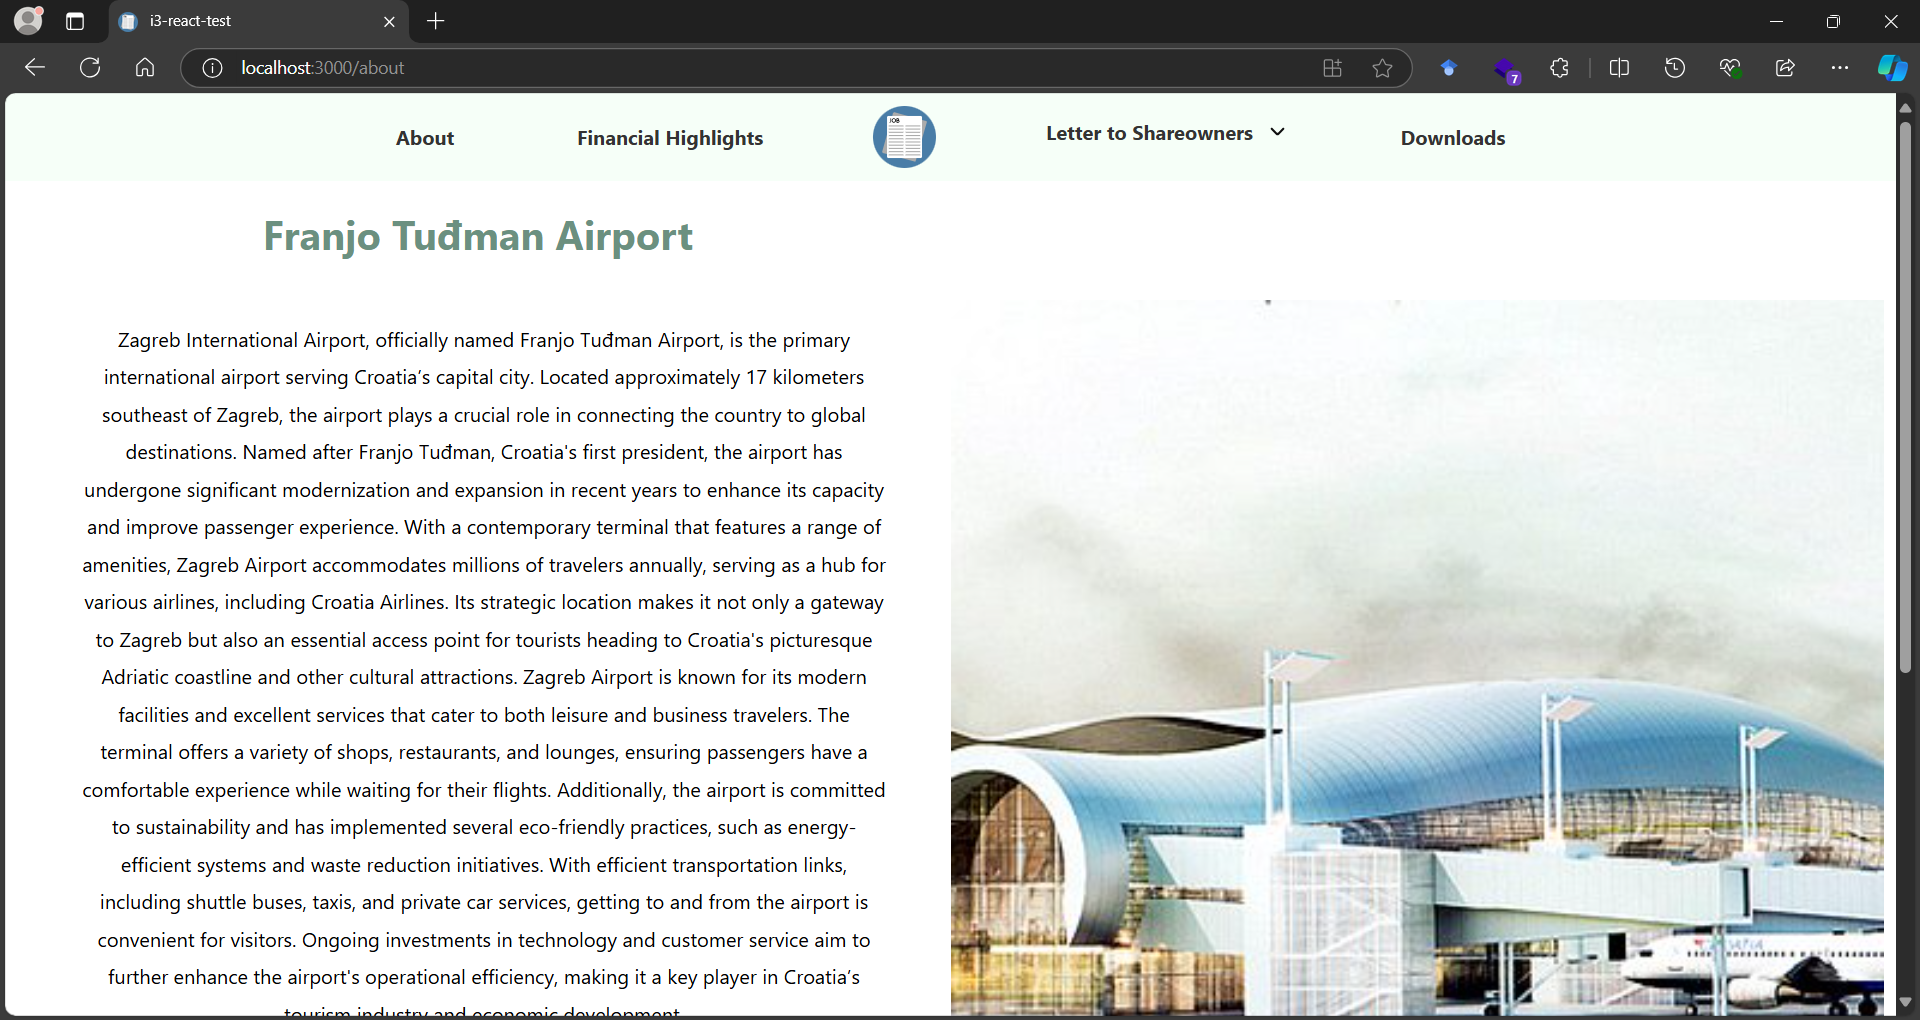 i3-react-test
localhost:3000/about
7
About
Financial Highlights
JOB
Letter to Shareowners
Downloads
Franjo Tuđman Airport
Zagreb International Airport, officially named Franjo Tuđman Airport, is the primary
international airport serving Croatia’s capital city. Located approximately 17 kilometers
southeast of Zagreb, the airport plays a crucial role in connecting the country to global
destinations. Named after Franjo Tuđman, Croatia's first president, the airport has
undergone significant modernization and expansion in recent years to enhance its capacity
and improve passenger experience. With a contemporary terminal that features a range of
amenities, Zagreb Airport accommodates millions of travelers annually, serving as a hub for
various airlines, including Croatia Airlines. Its strategic location makes it not only a gateway
to Zagreb but also an essential access point for tourists heading to Croatia's picturesque
Adriatic coastline and other cultural attractions. Zagreb Airport is known for its modern
facilities and excellent services that cater to both leisure and business travelers. The
terminal offers a variety of shops, restaurants, and lounges, ensuring passengers have a
comfortable experience while waiting for their flights. Additionally, the airport is committed
to sustainability and has implemented several eco-friendly practices, such as energy-
efficient systems and waste reduction initiatives. With efficient transportation links,
including shuttle buses, taxis, and private car services, getting to and from the airport is
convenient for visitors. Ongoing investments in technology and customer service aim to
further enhance the airport's operational efficiency, making it a key player in Croatia’s
tourism industry and economic development.